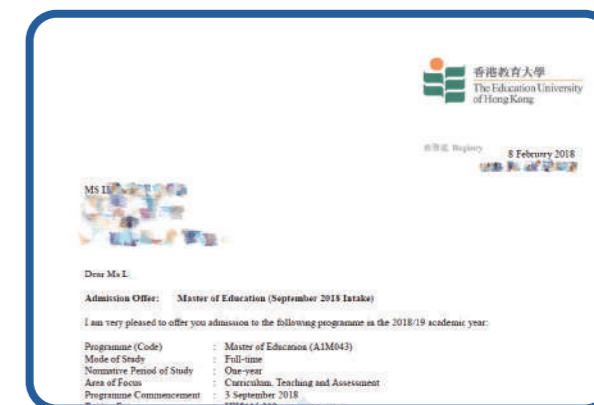 香港教育大學
The Education University
of Hong Kong
Registry
8 February 2018
MS
Dear Ms L
Admission Offer: Master of Education (September 2018 Intake)
I am very pleased to offer you admission to the following programme in the 2018/19 academic year:
Programme (Code) : Master of Education (A1M043)
Mode of Study : Full-time
Normative Period of Study : One-year
Area of Focus : Curriculum, Teaching and Assessment
Programme Commencement : 3 September 2018